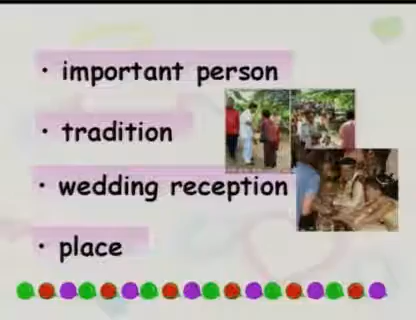 • important person
• tradition
• wedding reception
• place